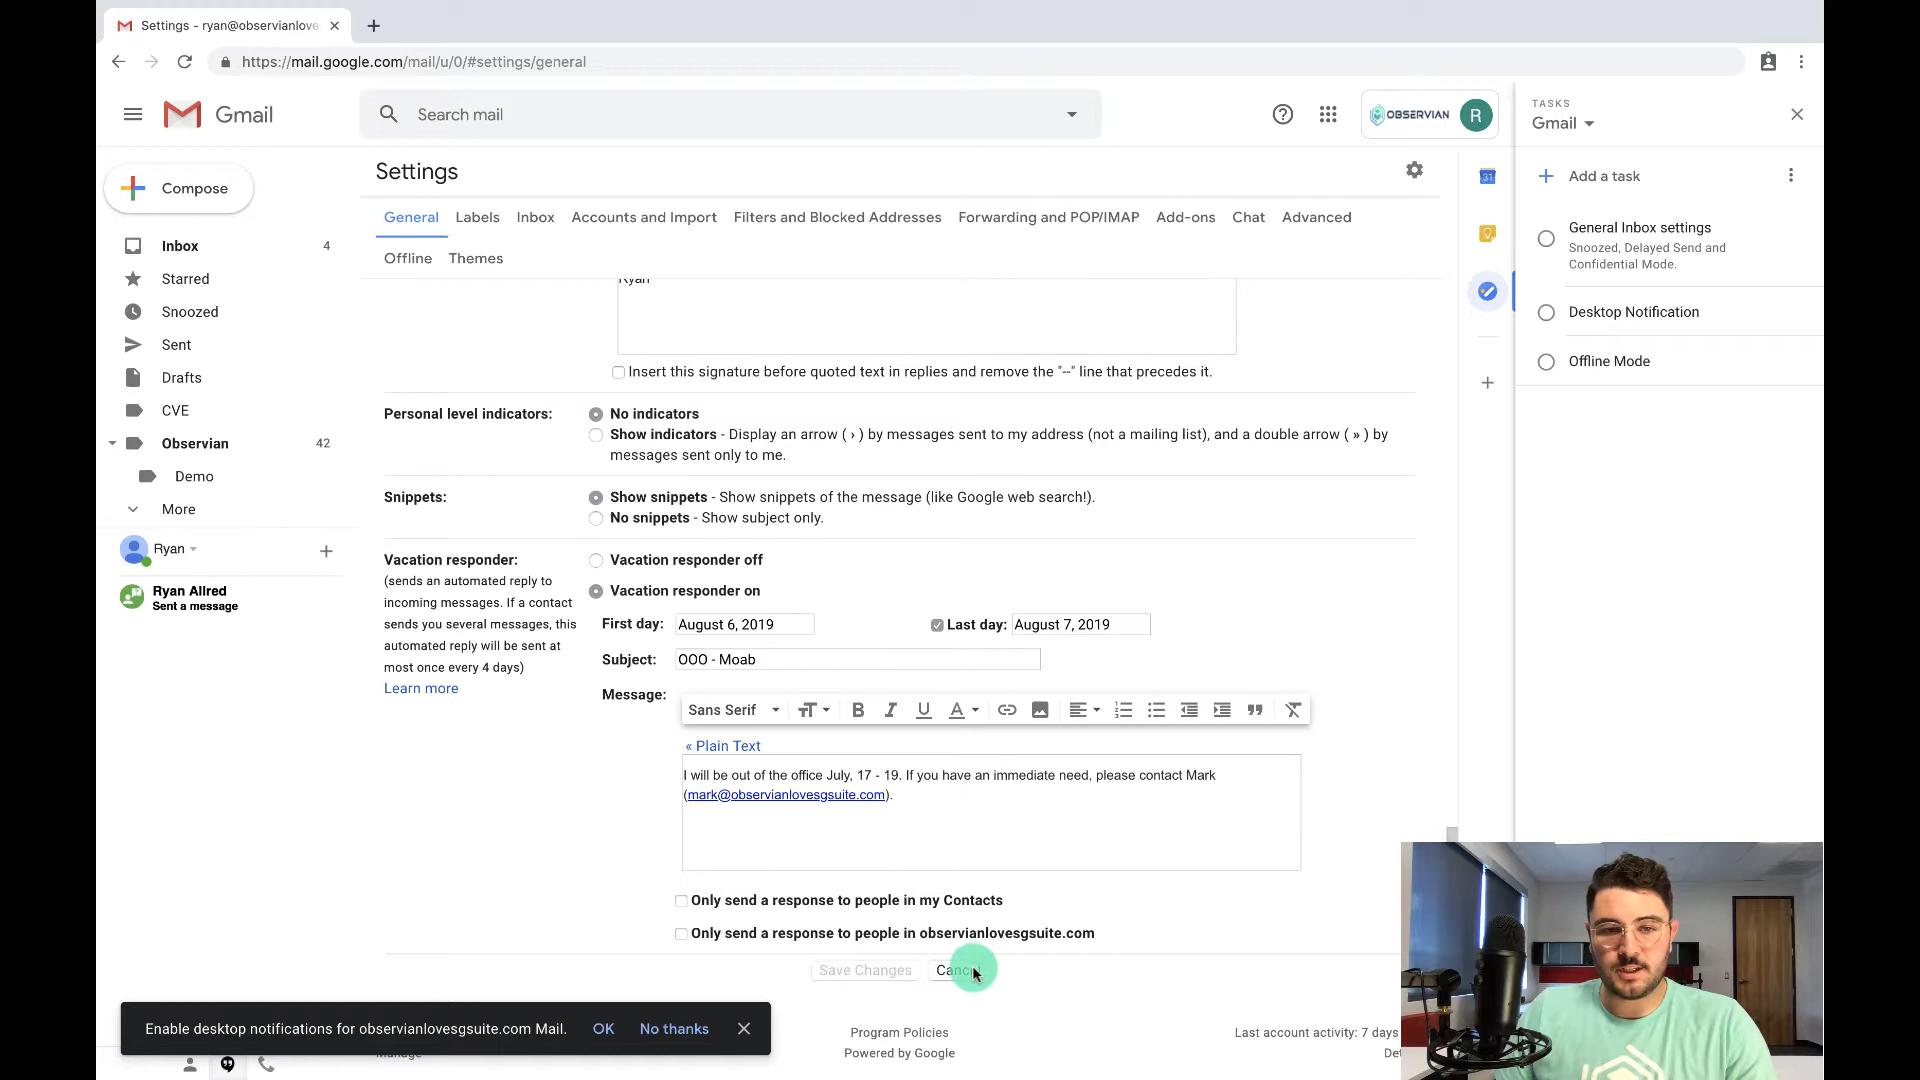 Settings - ryan@observianlove
https://mail.google.com/mail/u/0/#settings/general
Gmail
Search mail
OBSERVIAN
R
TASKS
Gmail
Compose
Settings
31
Add a task
General Labels Inbox Accounts and Import Filters and Blocked Addresses Forwarding and POP/IMAP Add-ons Chat Advanced
Offline Themes
General Inbox settings
Snoozed, Delayed Send and
Confidential Mode.
Desktop Notification
Offline Mode
Inbox 4
Starred
Snoozed
Sent
Drafts
CVE
Observian 42
Demo
More
Ryan
Ryan Allred
Sent a message
Ryan
Insert this signature before quoted text in replies and remove the "--" line that precedes it.
Personal level indicators:
No indicators
Show indicators - Display an arrow ( › ) by messages sent to my address (not a mailing list), and a double arrow ( » ) by
messages sent only to me.
Snippets:
Show snippets - Show snippets of the message (like Google web search!).
No snippets - Show subject only.
Vacation responder:
(sends an automated reply to
incoming messages. If a contact
sends you several messages, this
automated reply will be sent at
most once every 4 days)
Learn more
Vacation responder off
Vacation responder on
First day: August 6, 2019 Last day: August 7, 2019
Subject: OOO - Moab
Message:
Sans Serif
« Plain Text
I will be out of the office July, 17 - 19. If you have an immediate need, please contact Mark
(mark@observianlovesgsuite.com).
Only send a response to people in my Contacts
Only send a response to people in observianlovesgsuite.com
Save Changes
Enable desktop notifications for observianlovesgsuite.com Mail. OK No thanks
Program Policies
Powered by Google
Last account activity: 7 days